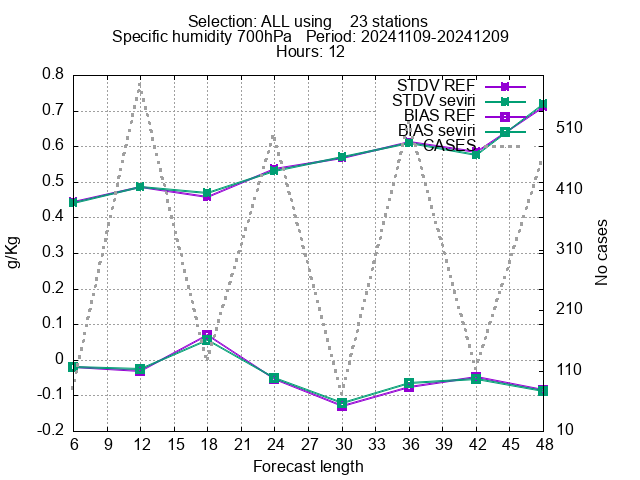 Selection: ALL using    23 stations
Specific humidity 700hPa   Period: 20241109-20241209
Hours: 12
STDV REF
STDV seviri
BIAS REF
BIAS seviri
CASES
0.8
0.7
0.6
0.5
0.4
0.3
0.2
0.1
0
-0.1
-0.2
g/Kg
510
410
310
210
110
10
No cases
6 12 18 24 27 30 33 36 39 42 45 48
9 15 21
Forecast length